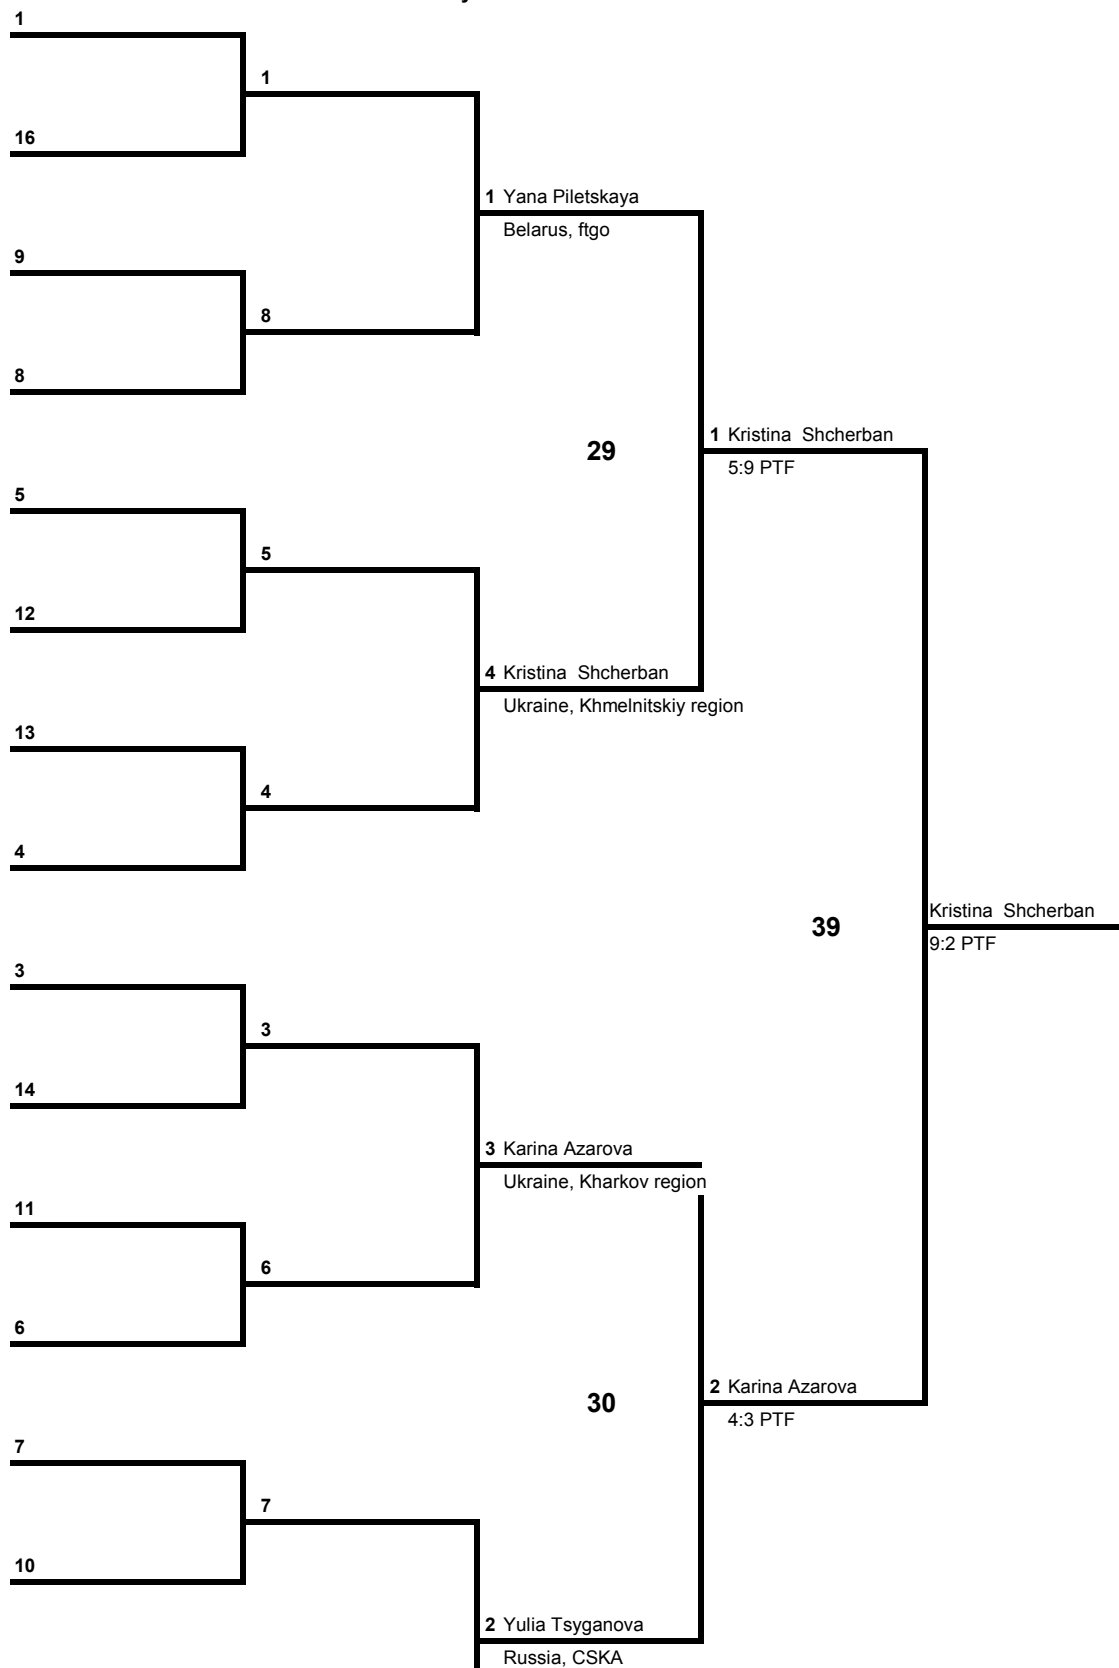 1
1
16
1 Yana Piletskaya
Belarus, ftgo
9
8
8
1 Kristina Shcherban
29
5:9 PTF
5
5
12
4 Kristina Shcherban
Ukraine, Khmelnitskiy region
13
4
4
Kristina Shcherban
39
9:2 PTF
3
3
14
3 Karina Azarova
Ukraine, Kharkov region
11
6
6
2 Karina Azarova
30
4:3 PTF
7
7
10
2 Yulia Tsyganova
Russia, CSKA